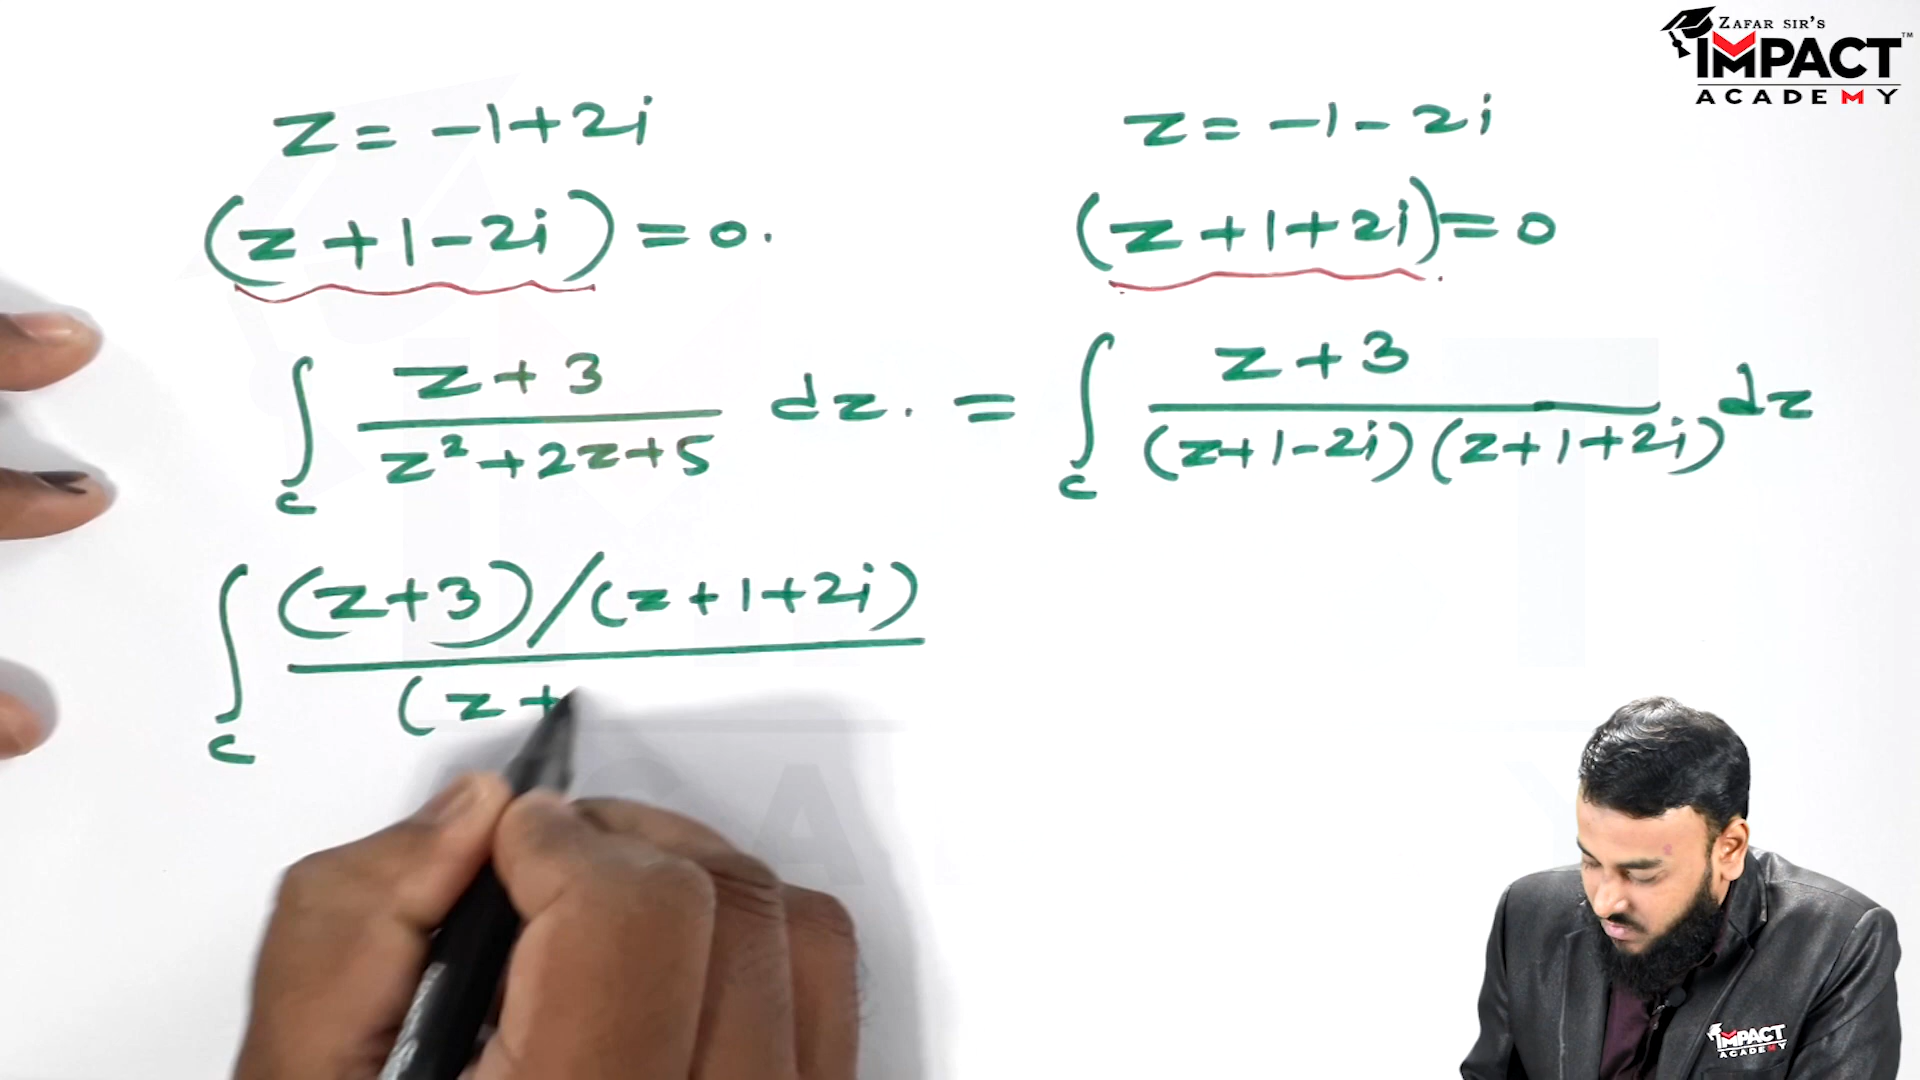 ZAFAR SIR'S
IMPACT™
ACADEMY
z = -1+2i
z = -1-2i
(z+1-2i) = 0.
(z+1+2i) = 0
∫_C (z+3)/(z²+2z+5) dz. = ∫_C (z+3)/((z+1-2i)(z+1+2i)) dz
∫_C (z+3)/(z+1+2i)
(z+
IMPACT
ACADEMY